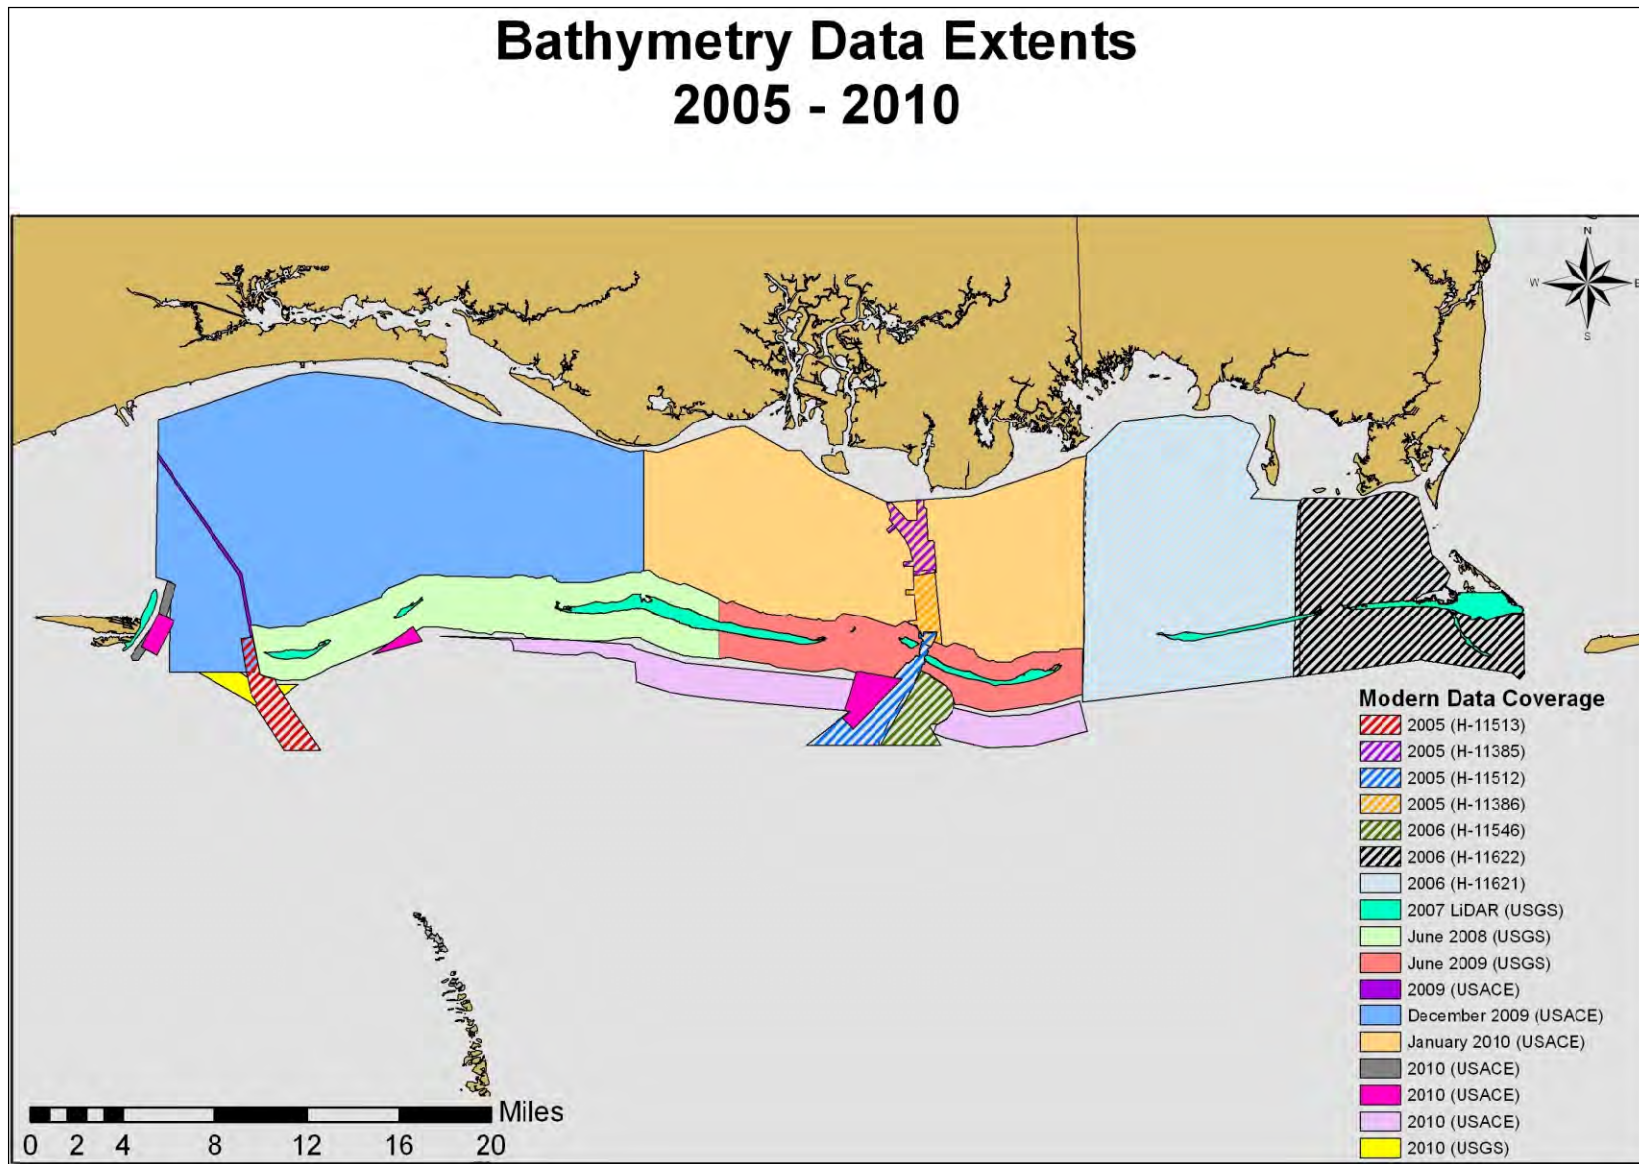 Bathymetry Data Extents
2005 - 2010
N
W
E
S
Modern Data Coverage
2005 (H-11513)
2005 (H-11385)
2005 (H-11512)
2005 (H-11386)
2006 (H-11546)
2006 (H-11622)
2006 (H-11621)
2007 LiDAR (USGS)
June 2008 (USGS)
June 2009 (USGS)
2009 (USACE)
December 2009 (USACE)
January 2010 (USACE)
2010 (USACE)
2010 (USACE)
2010 (USACE)
2010 (USGS)
Miles
0 2 4 8 12 16 20